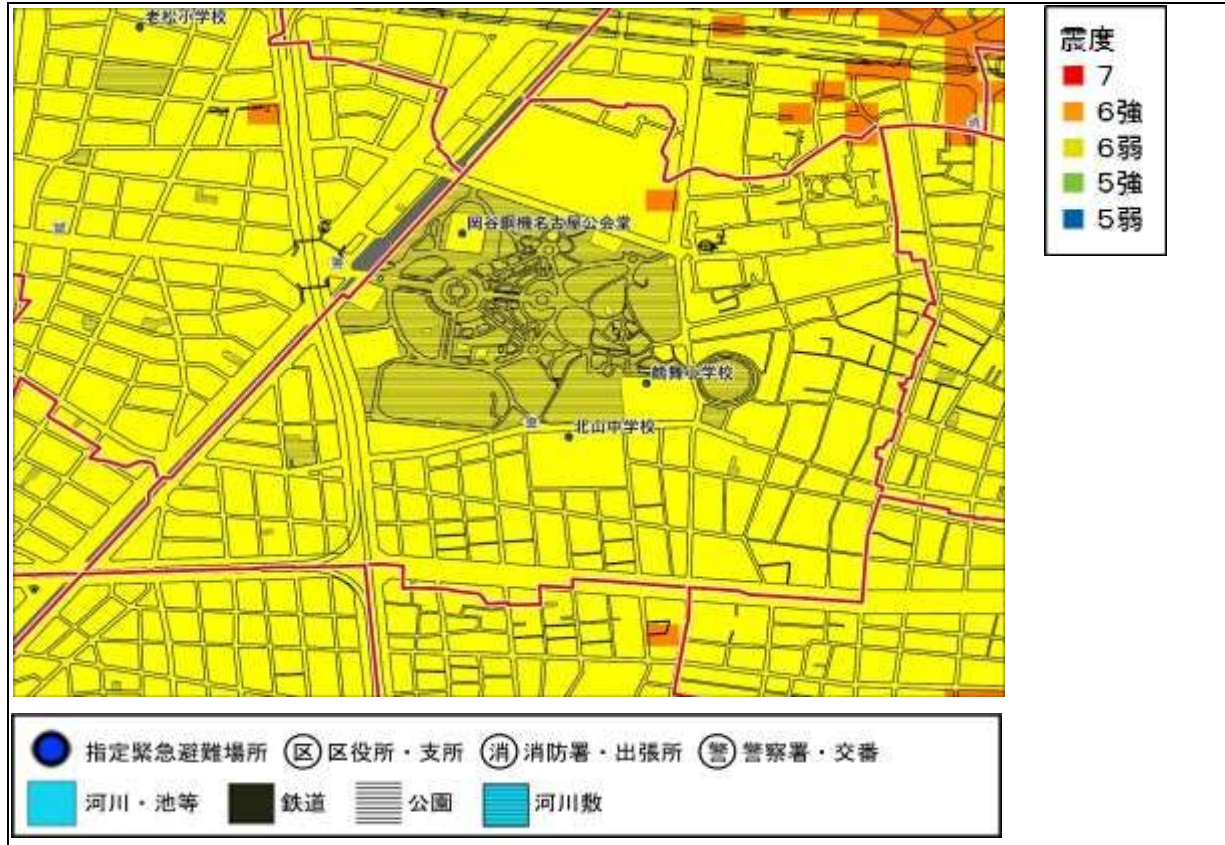 老松小学校
岡谷鋼機名古屋公会堂
鶴舞小学校
北山中学校
震度
7
6強
6弱
5強
5弱
指定緊急避難場所
区 区役所・支所
消 消防署・出張所
警 警察署・交番
河川・池等
鉄道
公園
河川敷